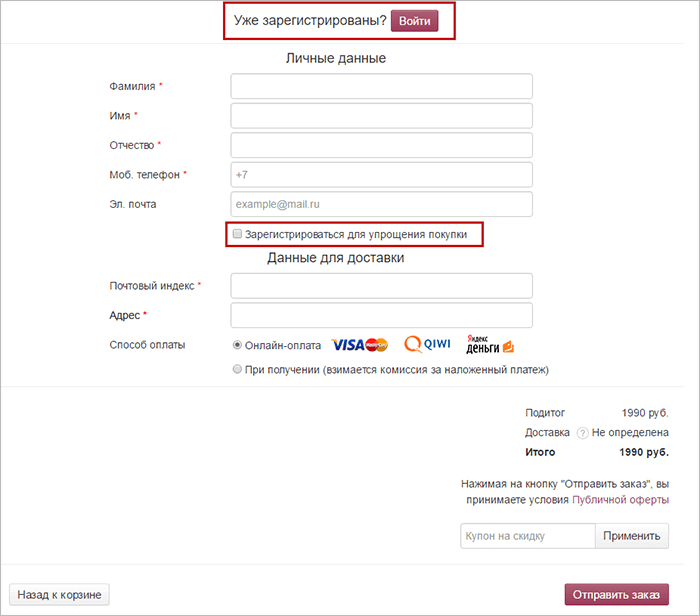 Уже зарегистрированы? Войти
Личные данные
Фамилия *
Имя *
Отчество *
Моб. телефон * +7
Эл. почта example@mail.ru
Зарегистрироваться для упрощения покупки
Данные для доставки
Почтовый индекс *
Адрес *
Способ оплаты Онлайн-оплата VISA MasterCard QIWI Яндекс деньги
При получении (взимается комиссия за наложенный платеж)
Подитог 1990 руб.
Доставка ? Не определена
Итого 1990 руб.
Нажимая на кнопку "Отправить заказ", вы
принимаете условия Публичной оферты
Купон на скидку Применить
Назад к корзине Отправить заказ